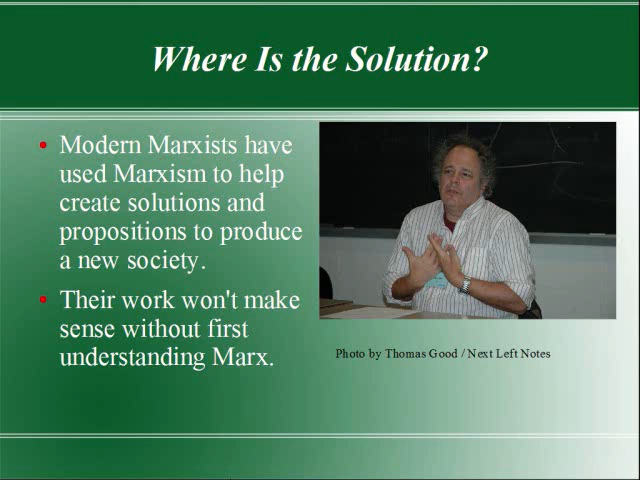 Where Is the Solution?
Modern Marxists have
used Marxism to help
create solutions and
propositions to produce
a new society.
Their work won't make
sense without first
understanding Marx.
Photo by Thomas Good / Next Left Notes